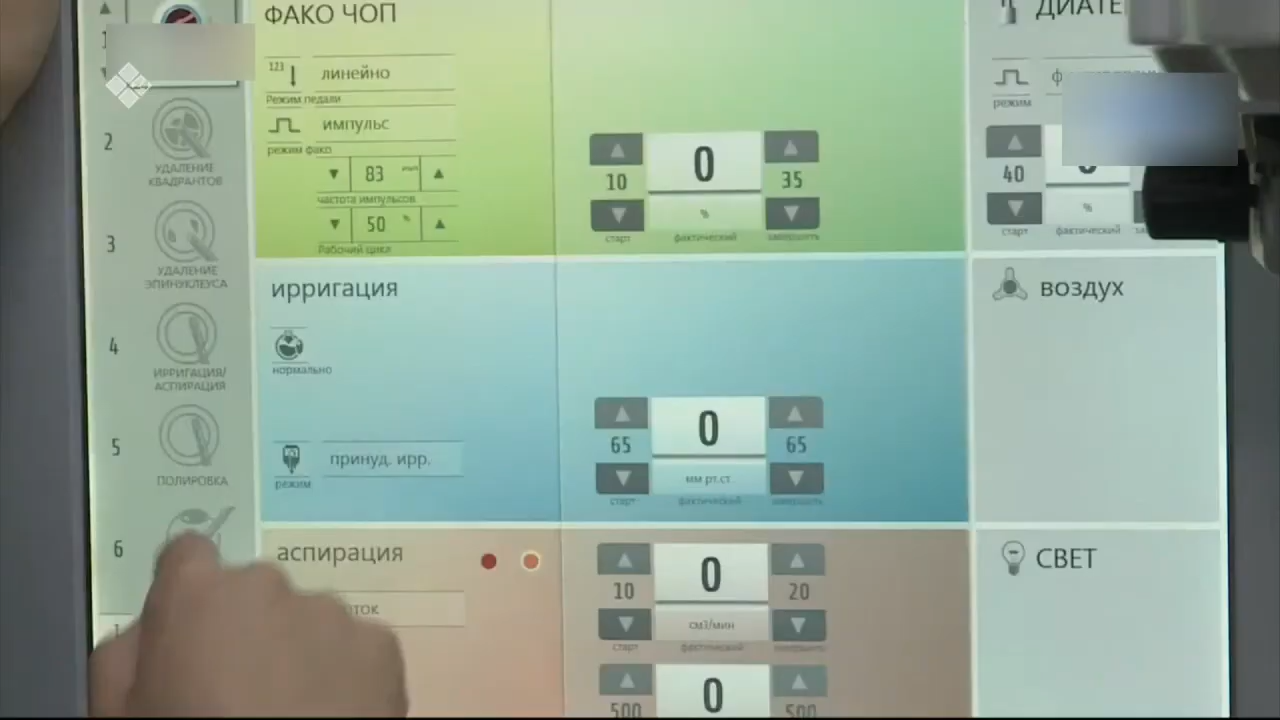 ФАКО ЧОП
123
линейно
Режим педали
импульс
режим фако
83
частота импульсов
50 %
Рабочий цикл
10
0
35
%
старт
фактический
завершить
ДИАТЕ
режим
40
%
старт
фактический
1
2
УДАЛЕНИЕ
КВАДРАНТОВ
3
УДАЛЕНИЕ
ЭПИНУКЛЕУСА
4
ИРРИГАЦИЯ/
АСПИРАЦИЯ
5
ПОЛИРОВКА
6
ирригация
нормально
принуд. ирр.
режим
65
0
65
мм рт.ст
старт
фактический
завершить
воздух
аспирация
ток
10
0
20
см3/мин
старт
фактический
завершить
500
0
500
СВЕТ